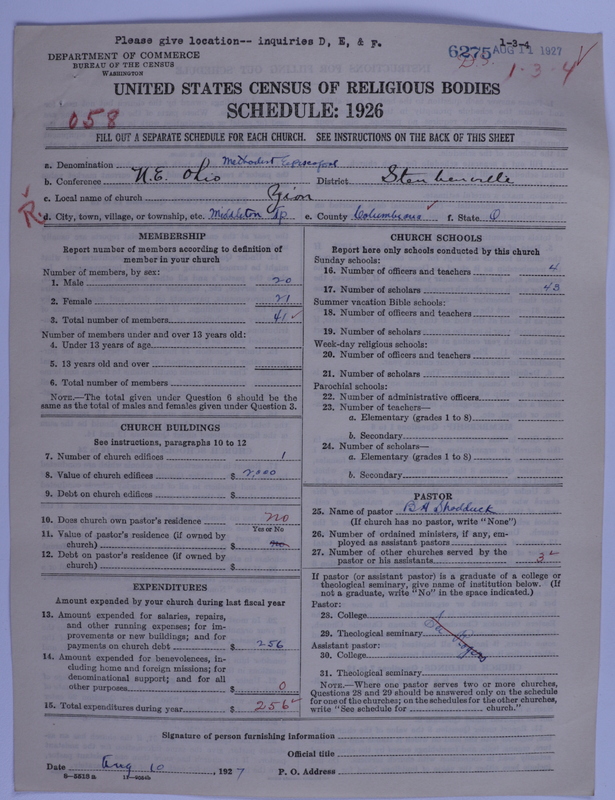 Please give location-- inquiries D, E, & F.
1-3-4
6275 AUG 11 1927
DEPARTMENT OF COMMERCE
BUREAU OF THE CENSUS
WASHINGTON
1-3-4
UNITED STATES CENSUS OF RELIGIOUS BODIES
SCHEDULE: 1926
058
FILL OUT A SEPARATE SCHEDULE FOR EACH CHURCH. SEE INSTRUCTIONS ON THE BACK OF THIS SHEET
a. Denomination Methodist Episcopal
b. Conference N.E. Ohio District Steubenville
c. Local name of church Zion
R. d. City, town, village, or township, etc. Middleton Tp. e. County Columbiana f. State O
MEMBERSHIP
Report number of members according to definition of
member in your church
Number of members, by sex:
1. Male 20
2. Female 21
3. Total number of members 41
Number of members under and over 13 years old:
4. Under 13 years of age
5. 13 years old and over
6. Total number of members
NOTE.—The total given under Question 6 should be the
same as the total of males and females given under Question 3.
CHURCH BUILDINGS
See instructions, paragraphs 10 to 12
7. Number of church edifices 1
8. Value of church edifices $ 2000
9. Debt on church edifices $
10. Does church own pastor's residence no
Yes or No
11. Value of pastor's residence (if owned by
church) $ no
12. Debt on pastor's residence (if owned by
church) $
EXPENDITURES
Amount expended by your church during last fiscal year
13. Amount expended for salaries, repairs,
and other running expenses; for im-
provements or new buildings; and for
payments on church debt $ 256
14. Amount expended for benevolences, in-
cluding home and foreign missions; for
denominational support; and for all
other purposes $ 0
15. Total expenditures during year $ 256
CHURCH SCHOOLS
Report here only schools conducted by this church
Sunday schools:
16. Number of officers and teachers 4
17. Number of scholars 43
Summer vacation Bible schools:
18. Number of officers and teachers
19. Number of scholars
Week-day religious schools:
20. Number of officers and teachers
21. Number of scholars
Parochial schools:
22. Number of administrative officers
23. Number of teachers—
a. Elementary (grades 1 to 8)
b. Secondary
24. Number of scholars—
a. Elementary (grades 1 to 8)
b. Secondary
PASTOR
25. Name of pastor B H Shadduck
(If church has no pastor, write "None")
26. Number of ordained ministers, if any, em-
ployed as assistant pastors
27. Number of other churches served by the
pastor or his assistants 3
If pastor (or assistant pastor) is a graduate of a college or
theological seminary, give name of institution below. (If
not a graduate, write "No" in the space indicated.)
Pastor:
28. College
29. Theological seminary
Assistant pastor:
30. College
31. Theological seminary
NOTE.—Where one pastor serves two or more churches,
Questions 28 and 29 should be answered only on the schedule
for one of the churches; on the schedules for the other churches,
write "See schedule for church."
Signature of person furnishing information
Official title
Date Aug 10, 1927 P. O. Address